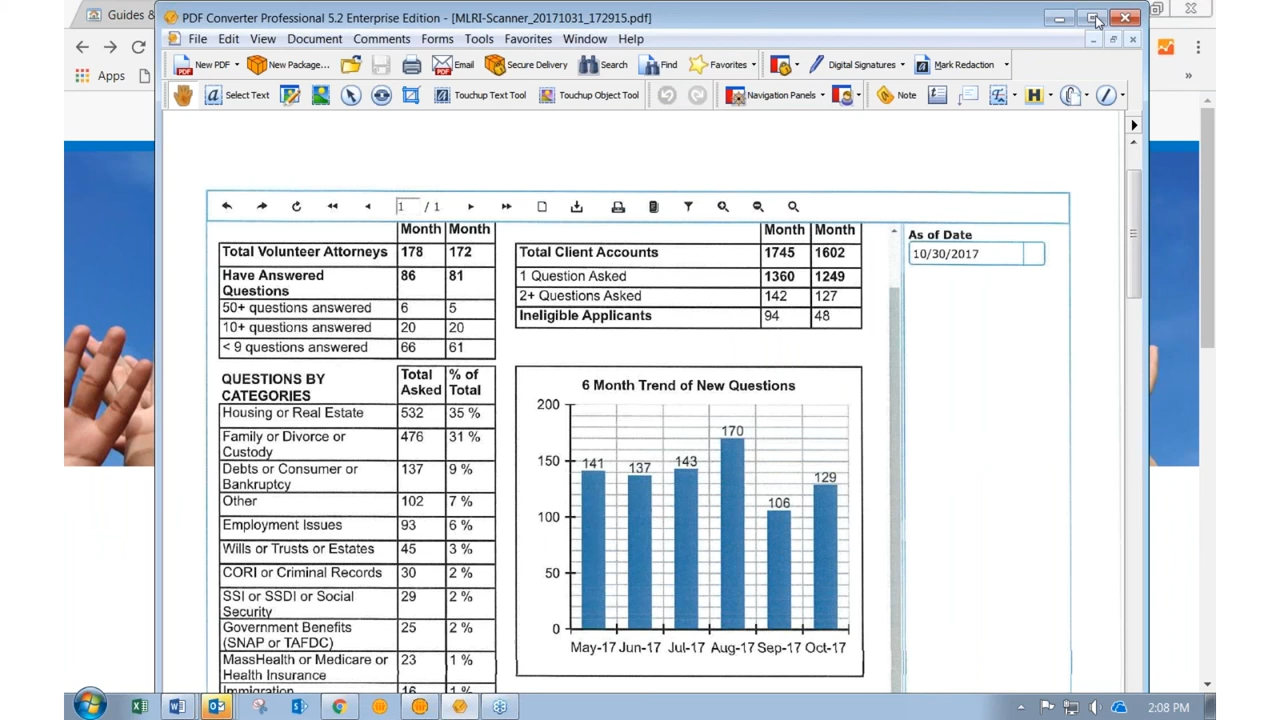 Guides &
PDF Converter Professional 5.2 Enterprise Edition - [MLRI-Scanner_20171031_172915.pdf]
File Edit View Document Comments Forms Tools Favorites Window Help
Apps
New PDF New Package... Email Secure Delivery Search Find Favorites Digital Signatures Mark Redaction
Select Text Touchup Text Tool Touchup Object Tool Navigation Panels Note
1 / 1
Month Month
Total Volunteer Attorneys 178 172
Have Answered Questions 86 81
50+ questions answered 6 5
10+ questions answered 20 20
< 9 questions answered 66 61
Month Month
Total Client Accounts 1745 1602
1 Question Asked 1360 1249
2+ Questions Asked 142 127
Ineligible Applicants 94 48
As of Date
10/30/2017
QUESTIONS BY CATEGORIES Total Asked % of Total
Housing or Real Estate 532 35 %
Family or Divorce or Custody 476 31 %
Debts or Consumer or Bankruptcy 137 9 %
Other 102 7 %
Employment Issues 93 6 %
Wills or Trusts or Estates 45 3 %
CORI or Criminal Records 30 2 %
SSI or SSDI or Social Security 29 2 %
Government Benefits (SNAP or TAFDC) 25 2 %
MassHealth or Medicare or Health Insurance 23 1 %
Immigration 16 1 %
6 Month Trend of New Questions
200
150
100
50
0
141 137 143 170 106 129
May-17 Jun-17 Jul-17 Aug-17 Sep-17 Oct-17
2:08 PM